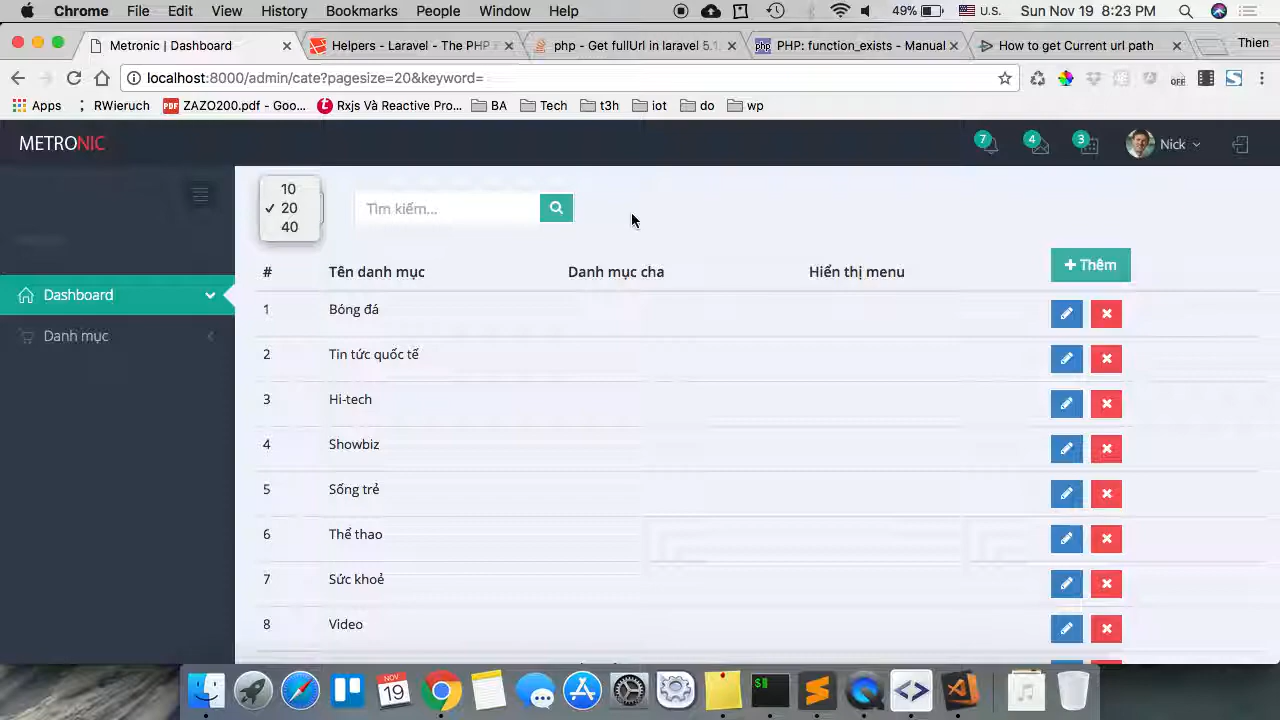 Chrome File Edit View History Bookmarks People Window Help 49% U.S. Sun Nov 19 8:23 PM
Metronic | Dashboard
Helpers - Laravel - The PHP
php - Get fullUrl in laravel 5.1
PHP: function_exists - Manual
How to get Current url path
Thien
localhost:8000/admin/cate?pagesize=20&keyword=
OFF
Apps RWieruch ZAZO200.pdf - Goo... Rxjs Và Reactive Pro... BA Tech t3h iot do wp
METRONIC
7 4 3 Nick
10
20
40
Tìm kiếm...
# Tên danh mục Danh mục cha Hiển thị menu Thêm
Dashboard
Danh mục
1 Bóng đá
2 Tin tức quốc tế
3 Hi-tech
4 Showbiz
5 Sống trẻ
6 Thể thao
7 Sức khoẻ
8 Video
NOV
19